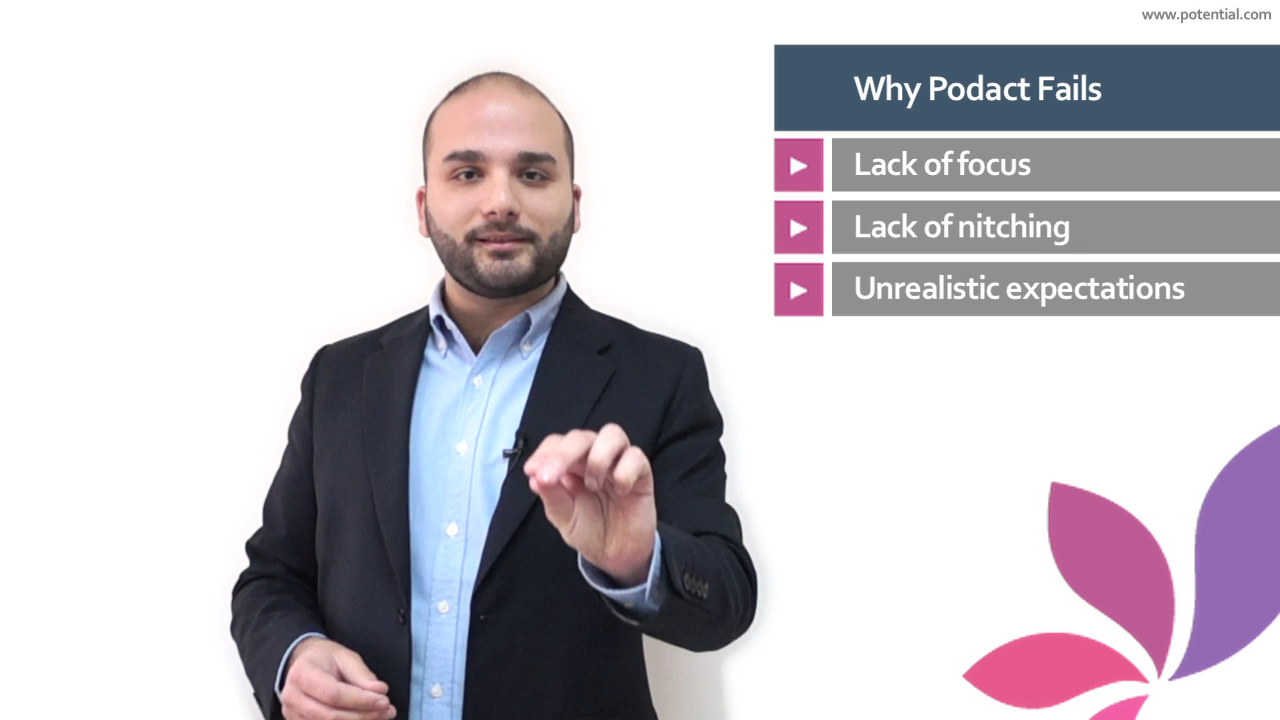 www.potential.com
Why Podact Fails
Lack of focus
Lack of nitching
Unrealistic expectations